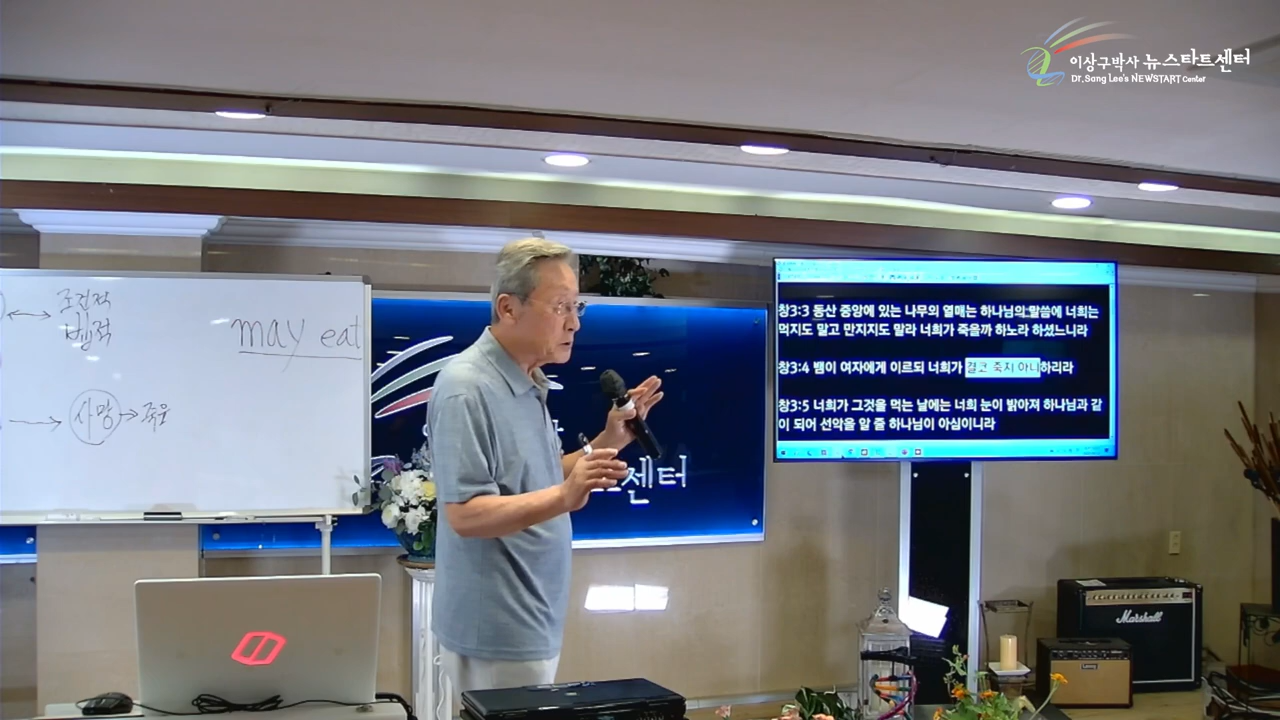 이상구박사 뉴스타트센터
Dr. Sang Lee's NEWSTART Center
조건적
법적
may eat
사망
죽음
센터
창3:3 동산 중앙에 있는 나무의 열매는 하나님의 말씀에 너희는
먹지도 말고 만지지도 말라 너희가 죽을까 하노라 하셨느니라
창3:4 뱀이 여자에게 이르되 너희가 결코 죽지 아니하리라
창3:5 너희가 그것을 먹는 날에는 너희 눈이 밝아져 하나님과 같
이 되어 선악을 알 줄 하나님이 아심이니라
Marshall
Laney